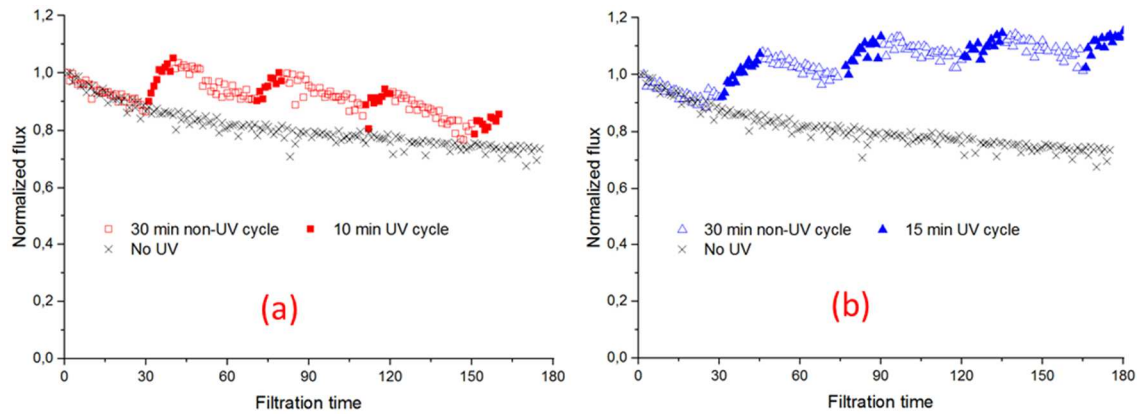 1,2
1,0
0,8
0,6
0,4
0,2
0,0
Normalized flux
30 min non-UV cycle 10 min UV cycle
No UV
(a)
0 30 60 90 120 150 180
Filtration time
1,2
1,0
0,8
0,6
0,4
0,2
0,0
Normalized flux
30 min non-UV cycle 15 min UV cycle
No UV
(b)
0 30 60 90 120 150 180
Filtration time